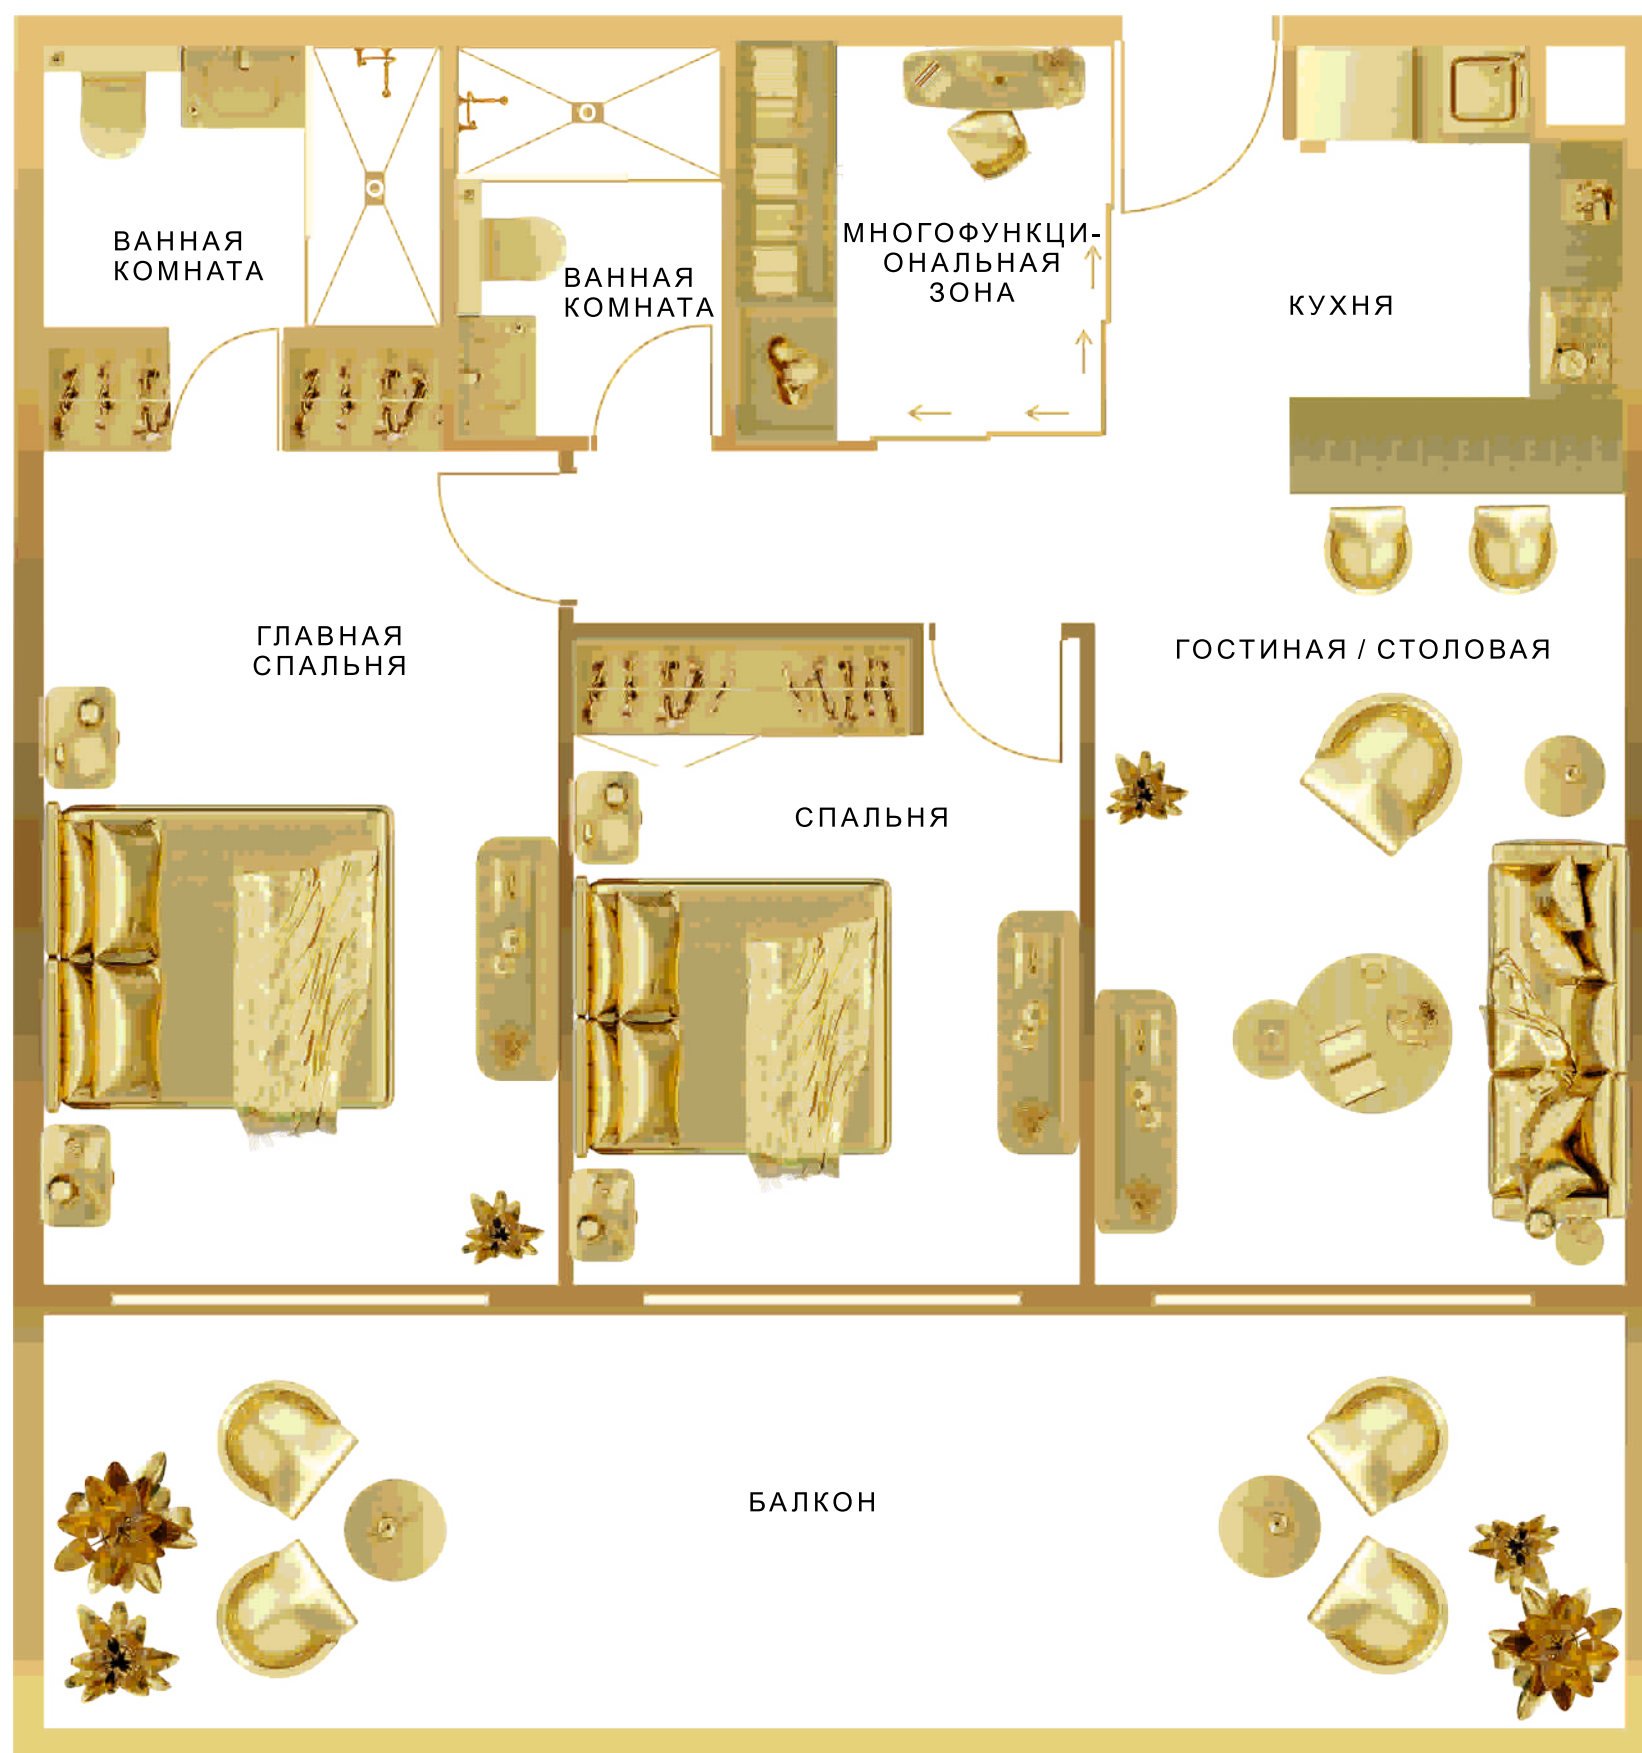 ВАННАЯ
КОМНАТА
ВАННАЯ
КОМНАТА
МНОГОФУНКЦИ-
ОНАЛЬНАЯ
ЗОНА
КУХНЯ
ГЛАВНАЯ
СПАЛЬНЯ
ГОСТИНАЯ / СТОЛОВАЯ
СПАЛЬНЯ
БАЛКОН